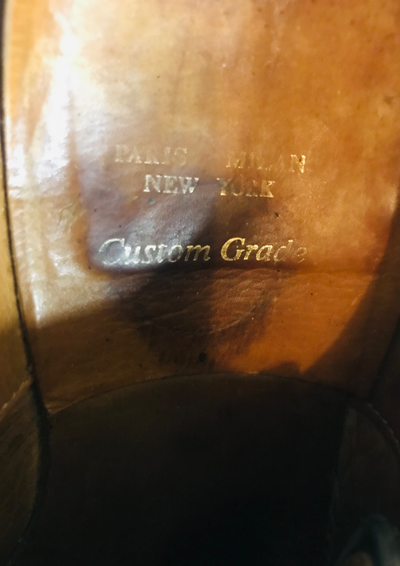 PARIS MILAN
NEW YORK
Custom Grade